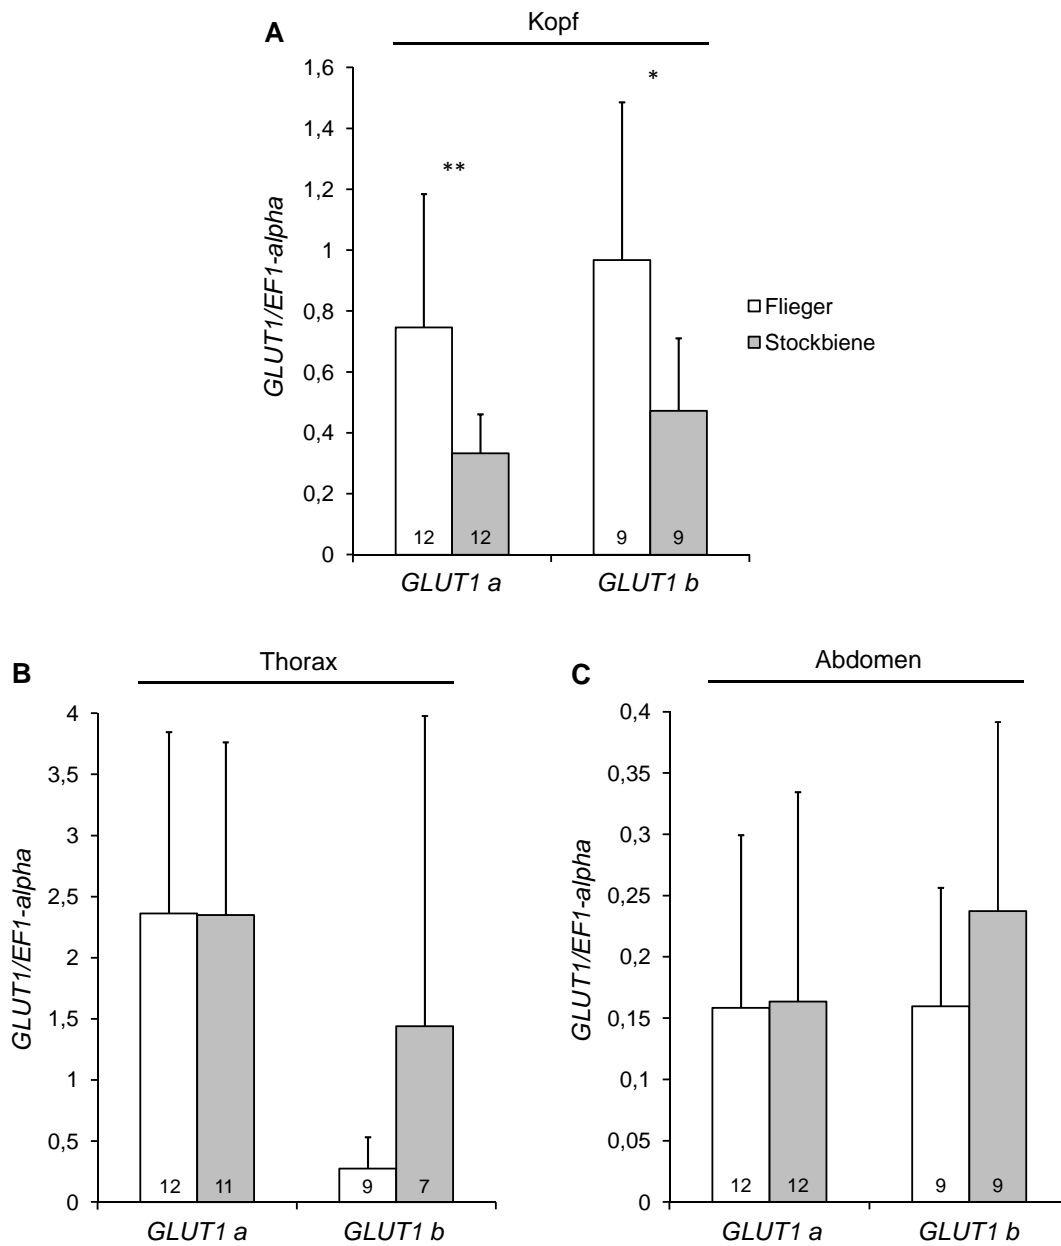 A
Kopf
1,6
1,4
1,2
1
0,8
0,6
0,4
0,2
0
GLUT1/EF1-alpha
**
*
12 12 9 9
GLUT1 a GLUT1 b
Flieger
Stockbiene
B
Thorax
4
3,5
3
2,5
2
1,5
1
0,5
0
GLUT1/EF1-alpha
12 11 9 7
GLUT1 a GLUT1 b
C
Abdomen
0,4
0,35
0,3
0,25
0,2
0,15
0,1
0,05
0
GLUT1/EF1-alpha
12 12 9 9
GLUT1 a GLUT1 b